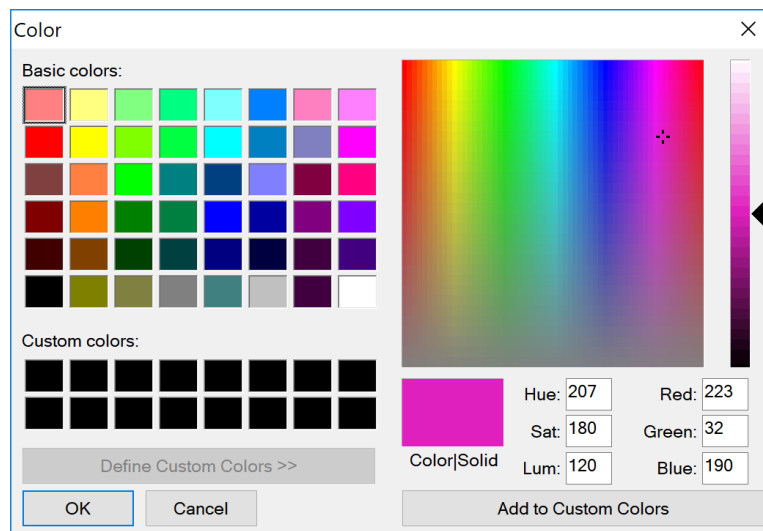 Color
Basic colors:
Custom colors:
Define Custom Colors >>
OK Cancel
Color|Solid
Hue: 207 Red: 223
Sat: 180 Green: 32
Lum: 120 Blue: 190
Add to Custom Colors